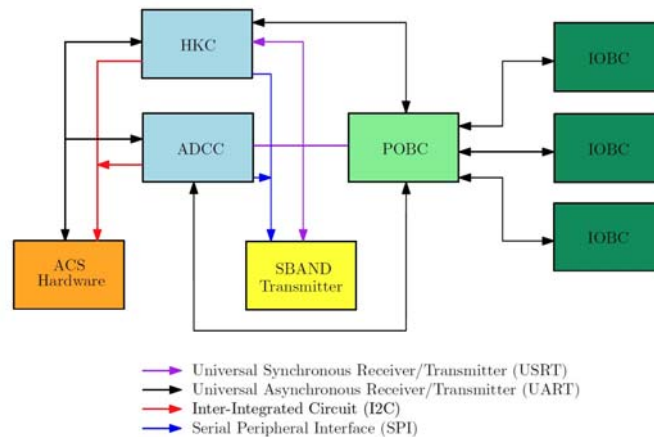 HKC
IOBC
ADCC
POBC
IOBC
IOBC
ACS
Hardware
SBAND
Transmitter
Universal Synchronous Receiver/Transmitter (USRT)
Universal Asynchronous Receiver/Transmitter (UART)
Inter-Integrated Circuit (I2C)
Serial Peripheral Interface (SPI)